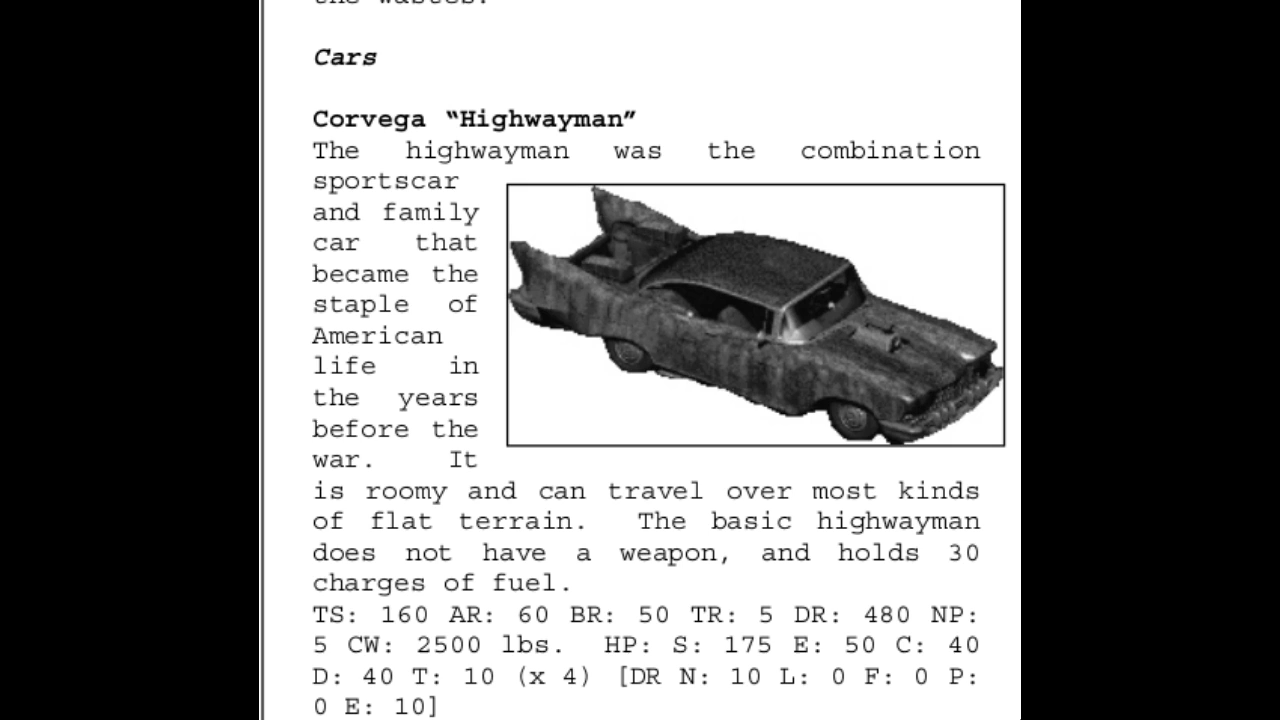 the wastes.
Cars
Corvega “Highwayman”
The highwayman was the combination
sportscar
and family
car that
became the
staple of
American
life in
the years
before the
war. It
is roomy and can travel over most kinds
of flat terrain. The basic highwayman
does not have a weapon, and holds 30
charges of fuel.
TS: 160 AR: 60 BR: 50 TR: 5 DR: 480 NP:
5 CW: 2500 lbs. HP: S: 175 E: 50 C: 40
D: 40 T: 10 (x 4) [DR N: 10 L: 0 F: 0 P:
0 E: 10]